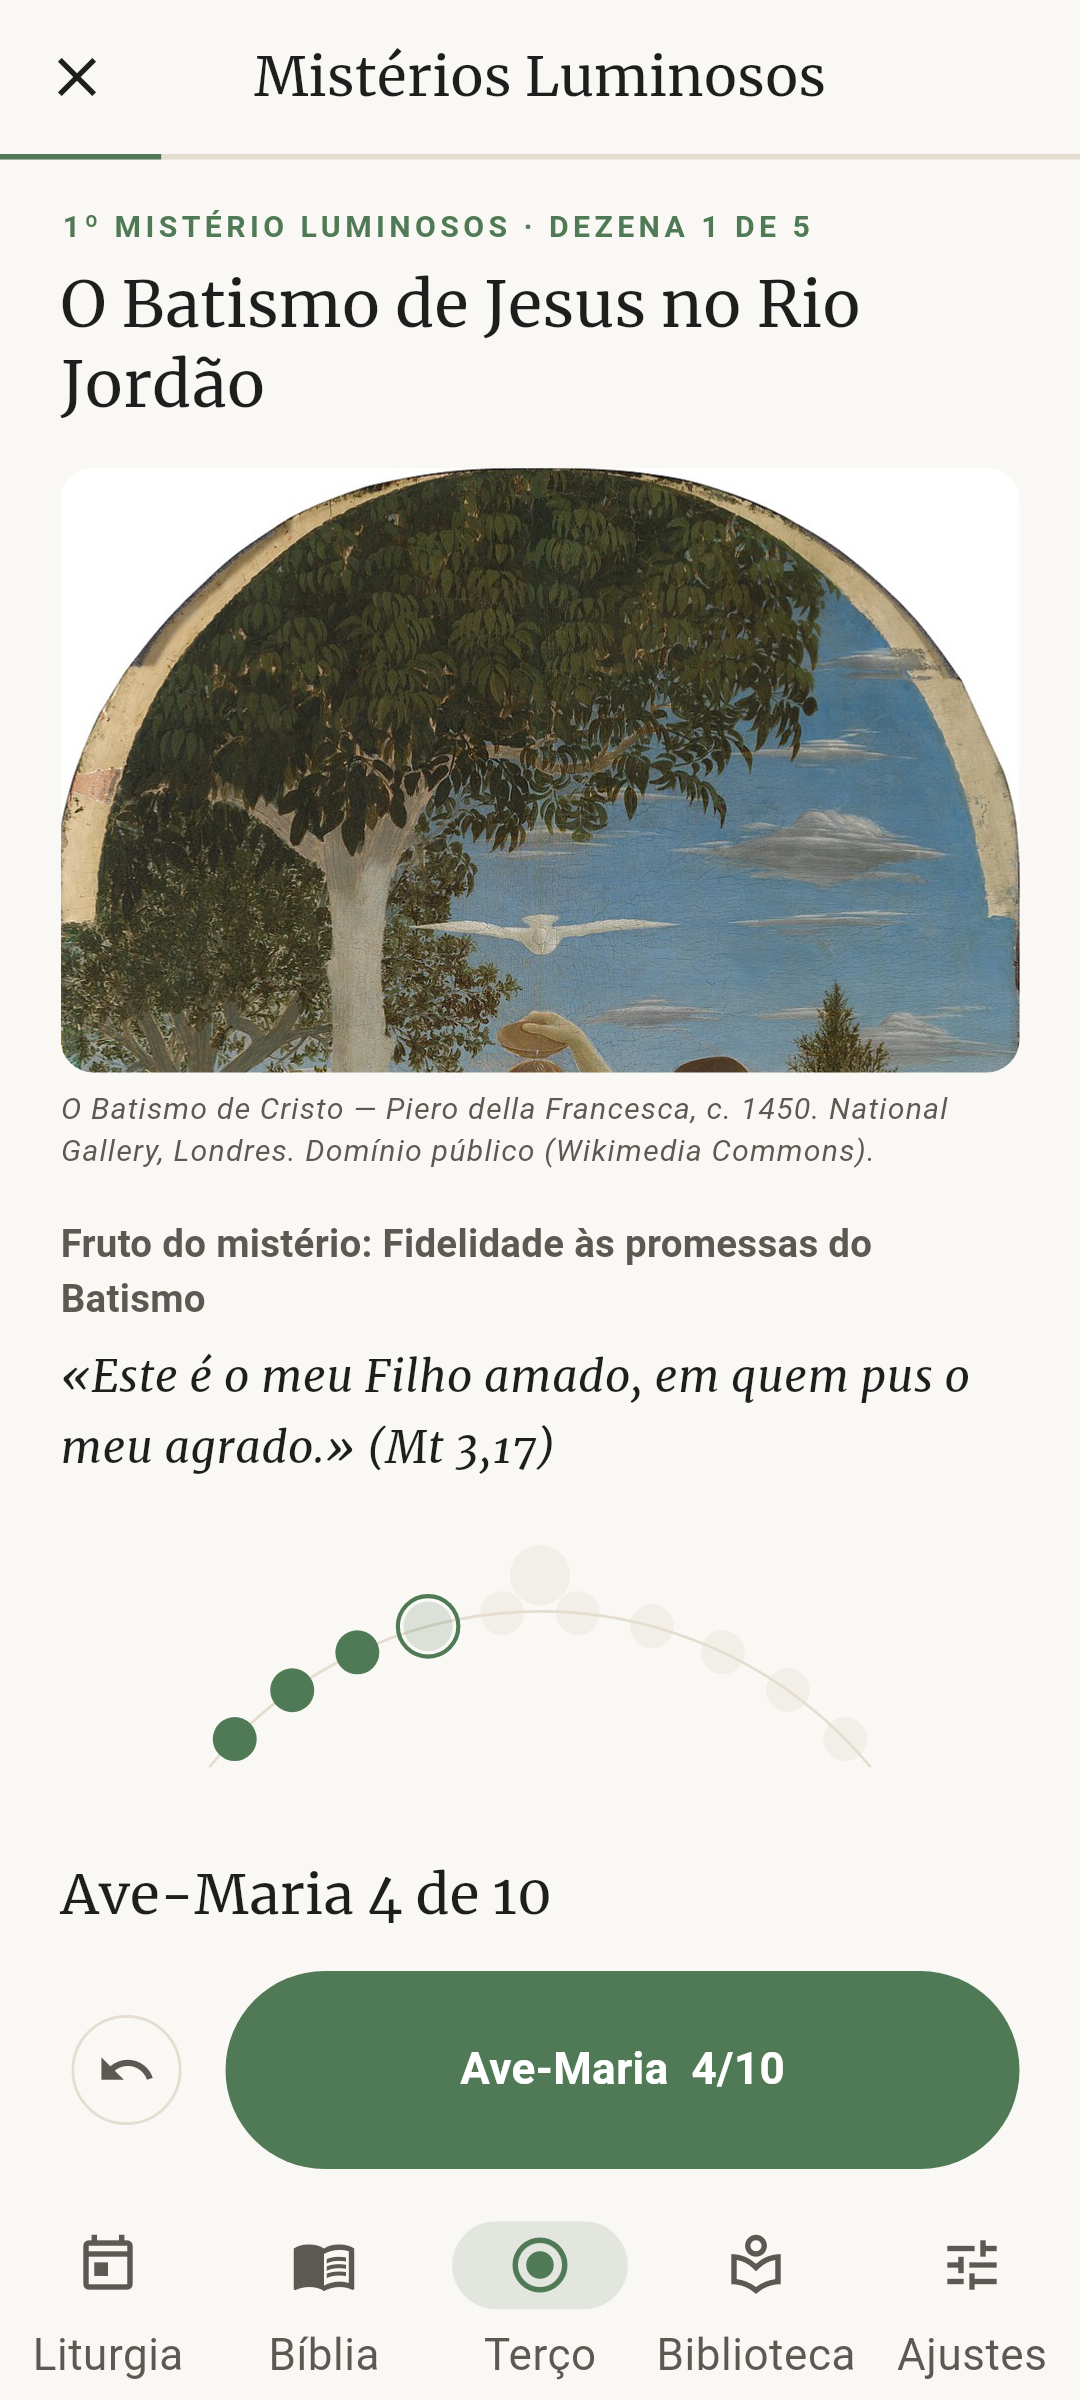 Mistérios Luminosos
1º MISTÉRIO LUMINOSOS · DEZENA 1 DE 5
O Batismo de Jesus no Rio
Jordão
O Batismo de Cristo — Piero della Francesca, c. 1450. National
Gallery, Londres. Domínio público (Wikimedia Commons).
Fruto do mistério: Fidelidade às promessas do
Batismo
«Este é o meu Filho amado, em quem pus o
meu agrado.» (Mt 3,17)
Ave-Maria 4 de 10
Ave-Maria 4/10
Liturgia Bíblia Terço Biblioteca Ajustes